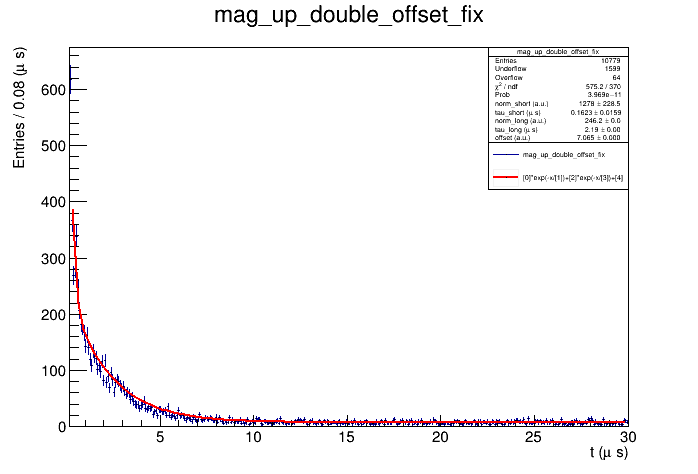 mag_up_double_offset_fix
Entries / 0.08 (μ s)
mag_up_double_offset_fix
Entries 10779
Underflow 1599
Overflow 64
χ² / ndf 575.2 / 370
Prob 3.969e−11
norm_short (a.u.) 1278 ± 228.5
tau_short (μ s) 0.1623 ± 0.0159
norm_long (a.u.) 246.2 ± 0.0
tau_long (μ s) 2.19 ± 0.00
offset (a.u.) 7.065 ± 0.000
mag_up_double_offset_fix
[0]*exp(-x/[1])+[2]*exp(-x/[3])+[4]
600
500
400
300
200
100
0
5 10 15 20 25 30
t (μ s)